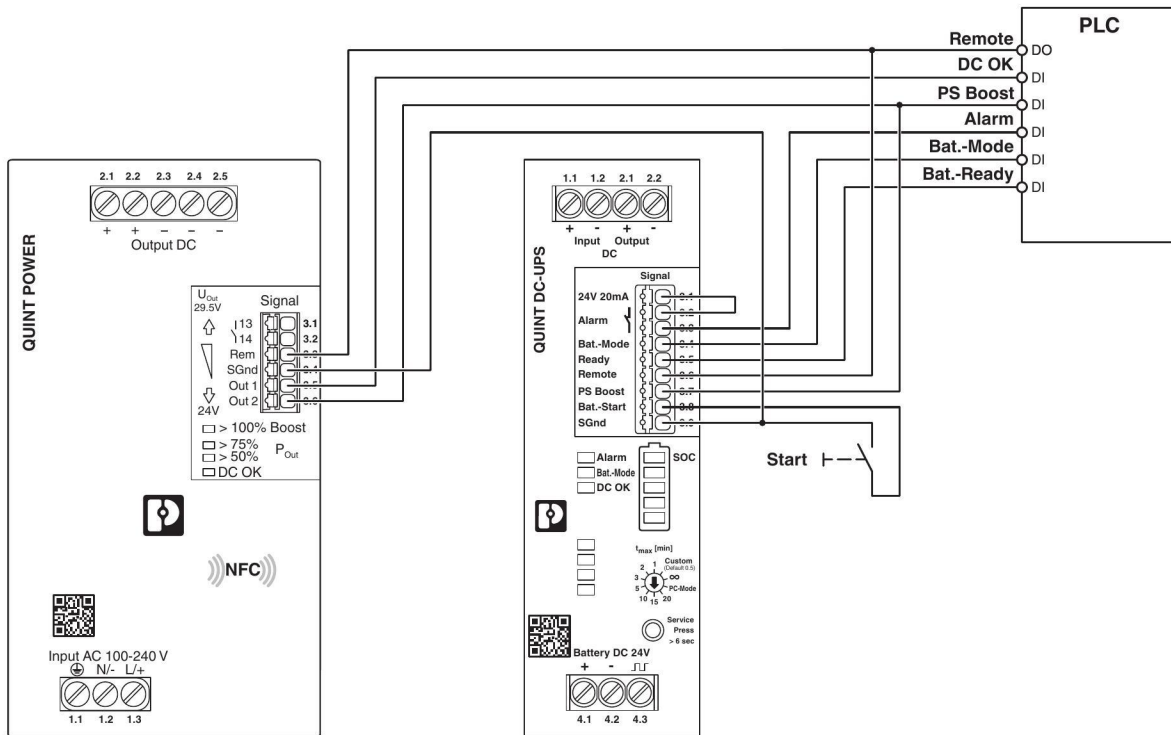 PLC
Remote DO
DC OK DI
PS Boost DI
Alarm DI
Bat.-Mode DI
Bat.-Ready DI
QUINT POWER
2.1 2.2 2.3 2.4 2.5
+ + – – –
Output DC
UOut
29.5V
24V
Signal
13 3.1
14 3.2
Rem
SGnd
Out 1
Out 2
> 100% Boost
> 75%
> 50%
POut
DC OK
NFC
Input AC 100-240 V
N/- L/+
1.1 1.2 1.3
QUINT DC-UPS
1.1 1.2 2.1 2.2
+ - + -
Input Output
DC
Signal
24V 20mA
Alarm
Bat.-Mode
Ready
Remote
PS Boost
Bat.-Start 3.8
SGnd
Alarm
Bat.-Mode
DC OK
SOC
tmax [min]
Custom
(Default 0.5)
1
2
3
5
10
15
20
∞
PC-Mode
Service
Press
> 6 sec
Battery DC 24V
+ -
4.1 4.2 4.3
Start